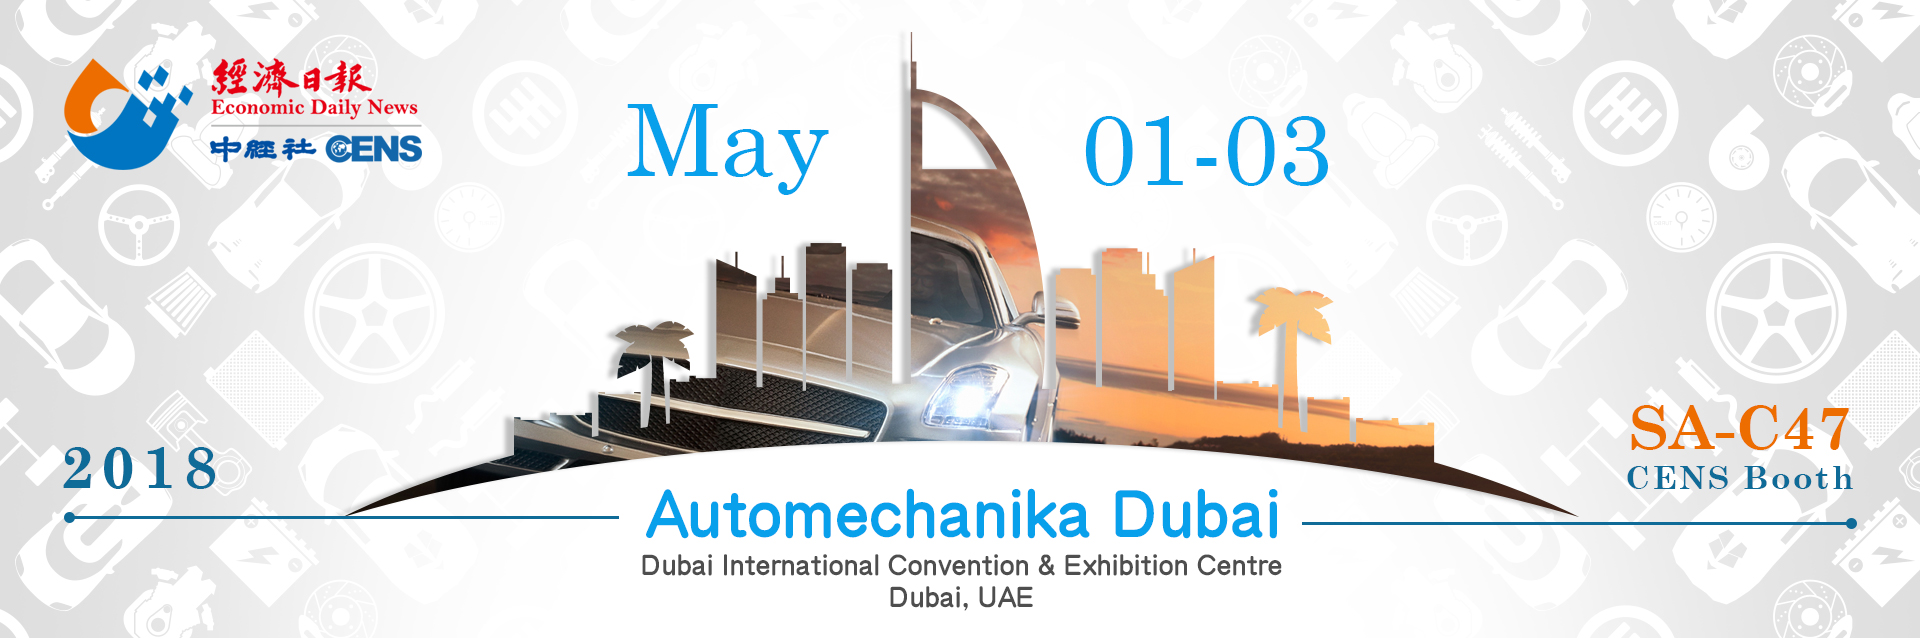 經濟日報
Economic Daily News
中經社 CENS
May 01-03
2018
SA-C47
CENS Booth
Automechanika Dubai
Dubai International Convention & Exhibition Centre
Dubai, UAE